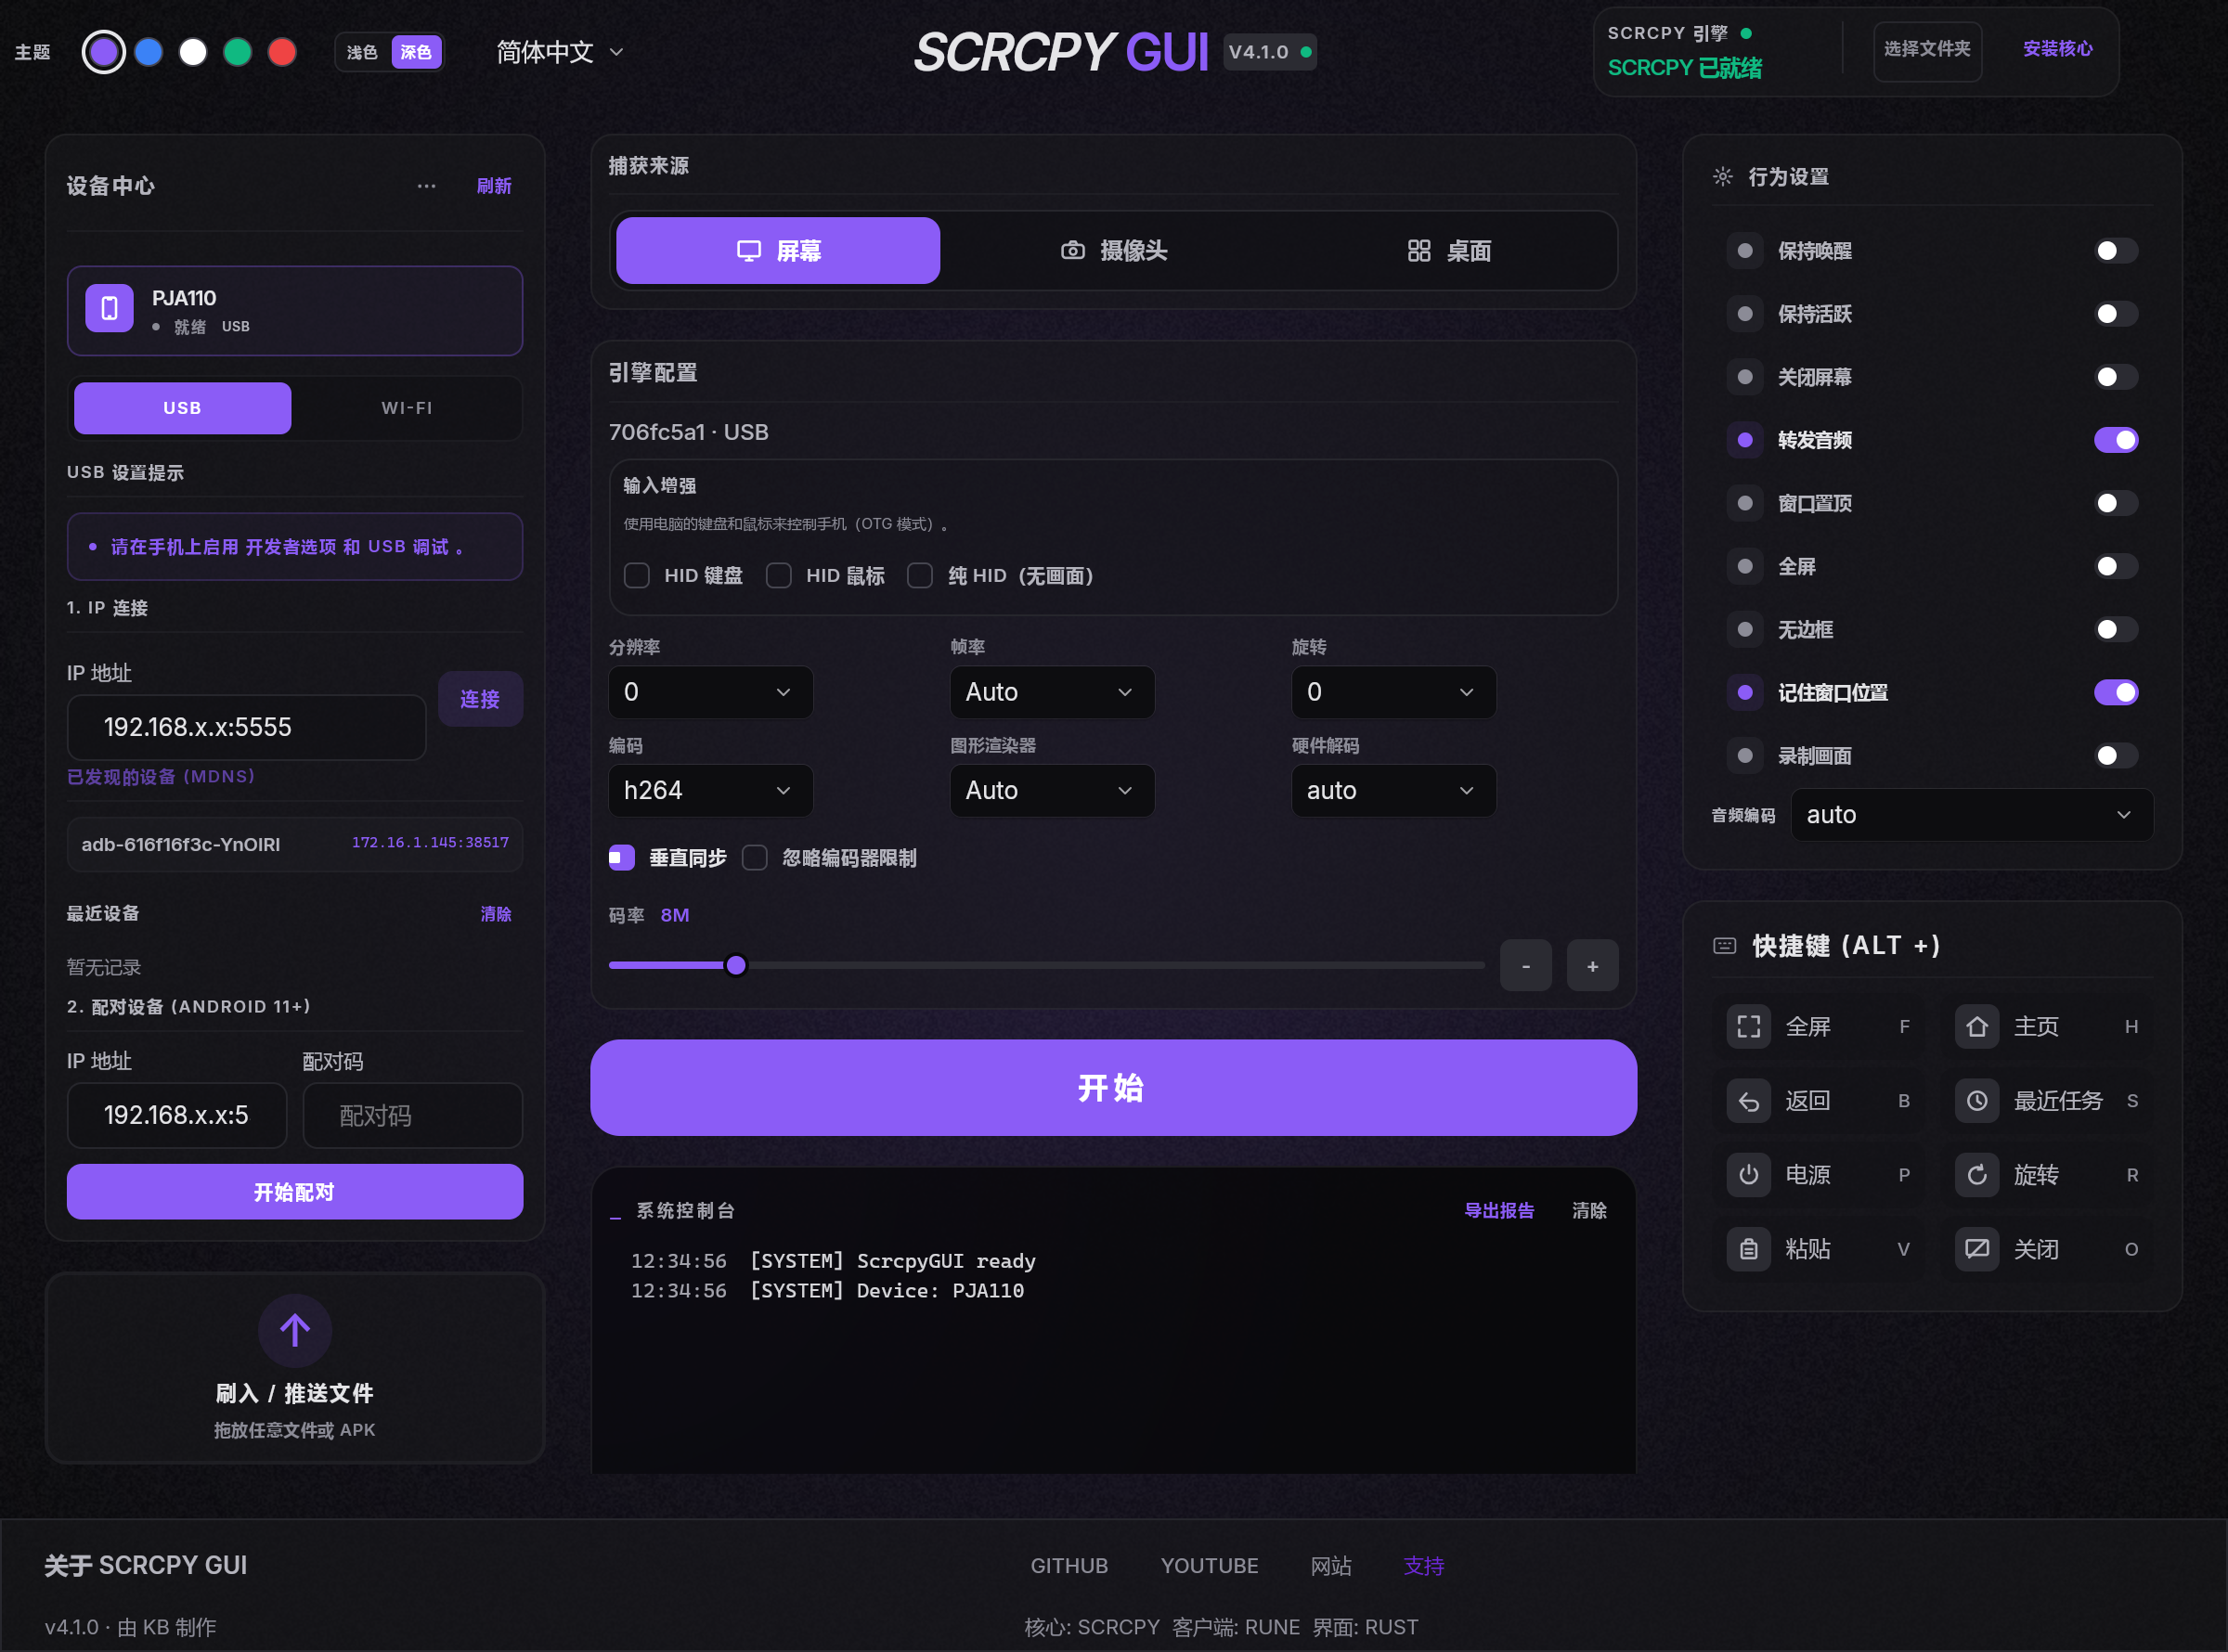 主题
浅色 深色
简体中文
SCRCPY GUI V4.1.0
SCRCPY 引擎
SCRCPY 已就绪
选择文件夹
安装核心
设备中心
...
刷新
PJA110
就绪 USB
USB WI-FI
USB 设置提示
请在手机上启用 开发者选项 和 USB 调试 。
1. IP 连接
IP 地址
192.168.x.x:5555
连接
已发现的设备 (MDNS)
adb-616f16f3c-YnOIRI 172.16.1.145:38517
最近设备 清除
暂无记录
2. 配对设备 (ANDROID 11+)
IP 地址 配对码
192.168.x.x:5 配对码
开始配对
刷入 / 推送文件
拖放任意文件或 APK
捕获来源
屏幕 摄像头 桌面
引擎配置
706fc5a1 · USB
输入增强
使用电脑的键盘和鼠标来控制手机（OTG 模式）。
HID 键盘 HID 鼠标 纯 HID（无画面）
分辨率 帧率 旋转
0 Auto 0
编码 图形渲染器 硬件解码
h264 Auto auto
垂直同步 忽略编码器限制
码率 8M
- +
开始
_ 系统控制台 导出报告 清除
12:34:56 [SYSTEM] ScrcpyGUI ready
12:34:56 [SYSTEM] Device: PJA110
行为设置
保持唤醒
保持活跃
关闭屏幕
转发音频
窗口置顶
全屏
无边框
记住窗口位置
录制画面
音频编码 auto
快捷键 (ALT +)
全屏 F 主页 H
返回 B 最近任务 S
电源 P 旋转 R
粘贴 V 关闭 O
关于 SCRCPY GUI
GITHUB YOUTUBE 网站 支持
v4.1.0 · 由 KB 制作
核心: SCRCPY 客户端: RUNE 界面: RUST